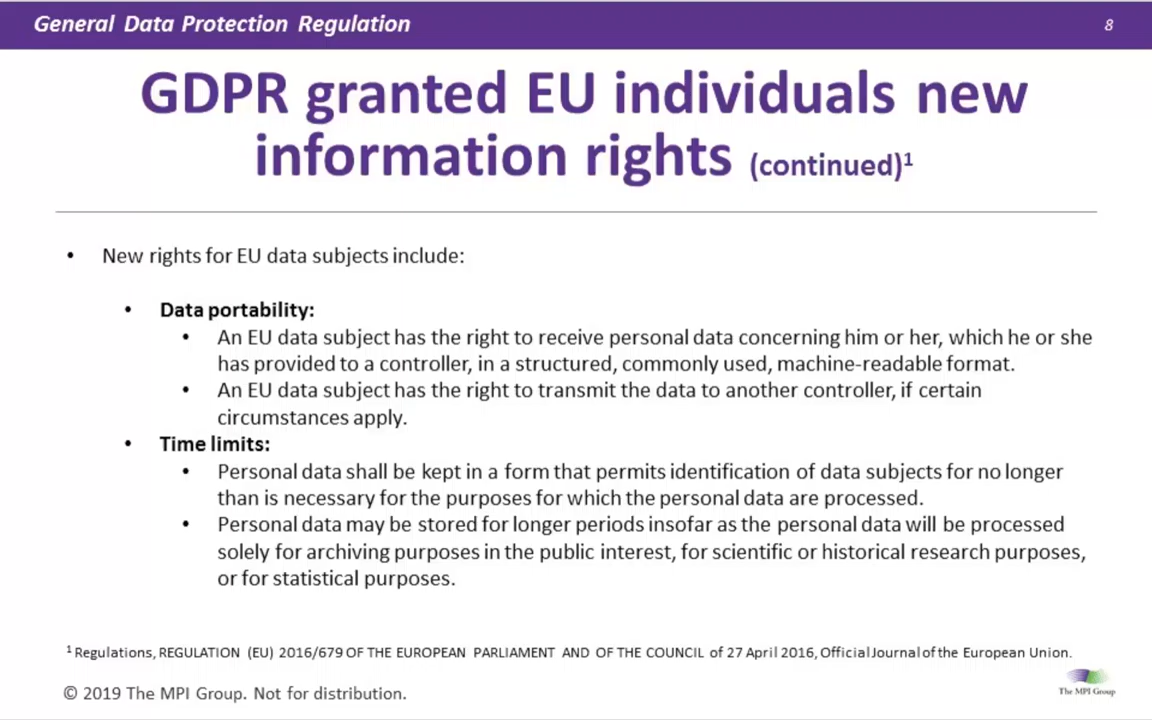 General Data Protection Regulation
8
GDPR granted EU individuals new
information rights (continued)¹
• New rights for EU data subjects include:
• Data portability:
• An EU data subject has the right to receive personal data concerning him or her, which he or she
has provided to a controller, in a structured, commonly used, machine-readable format.
• An EU data subject has the right to transmit the data to another controller, if certain
circumstances apply.
• Time limits:
• Personal data shall be kept in a form that permits identification of data subjects for no longer
than is necessary for the purposes for which the personal data are processed.
• Personal data may be stored for longer periods insofar as the personal data will be processed
solely for archiving purposes in the public interest, for scientific or historical research purposes,
or for statistical purposes.
¹ Regulations, REGULATION (EU) 2016/679 OF THE EUROPEAN PARLIAMENT AND OF THE COUNCIL of 27 April 2016, Official Journal of the European Union.
© 2019 The MPI Group. Not for distribution.
The MPI Group